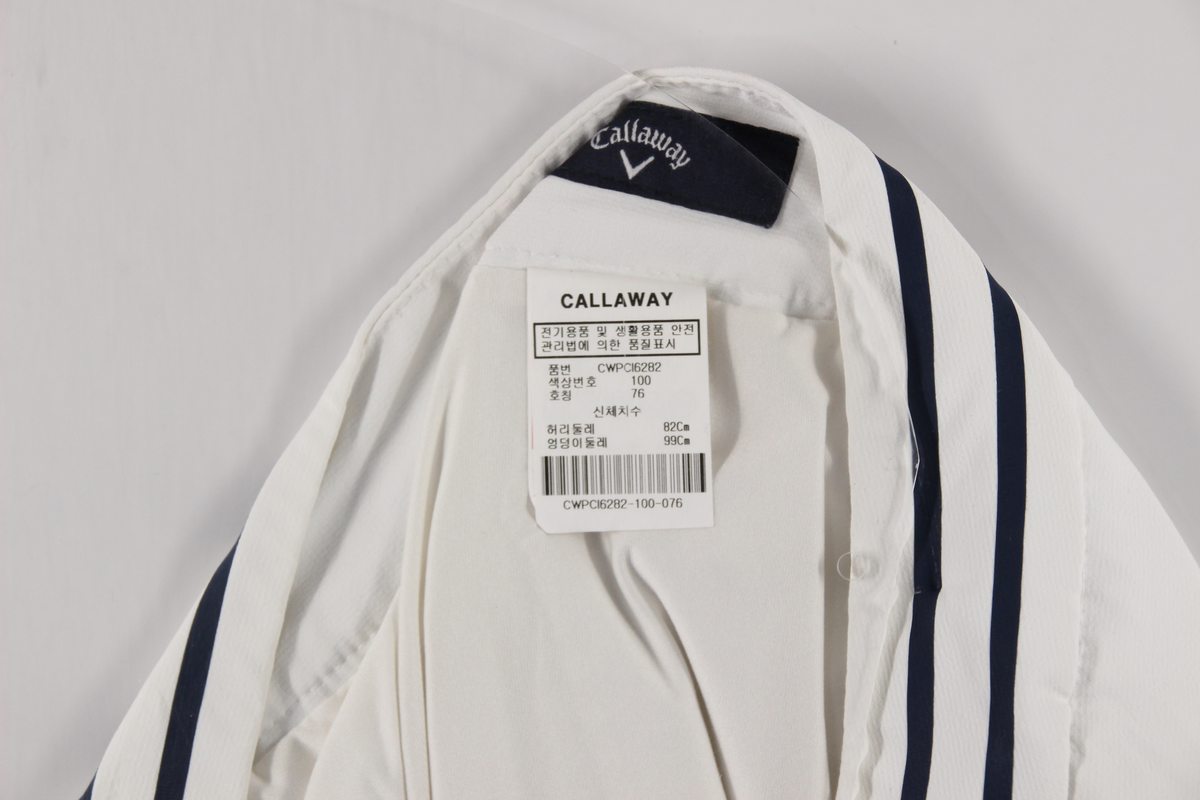 Callaway
CALLAWAY
전기용품 및 생활용품 안전
관리법에 의한 품질표시
품번 CWPCI6282
색상번호 100
호칭 76
신체치수
허리둘레 82Cm
엉덩이둘레 99Cm
CWPCI6282-100-076